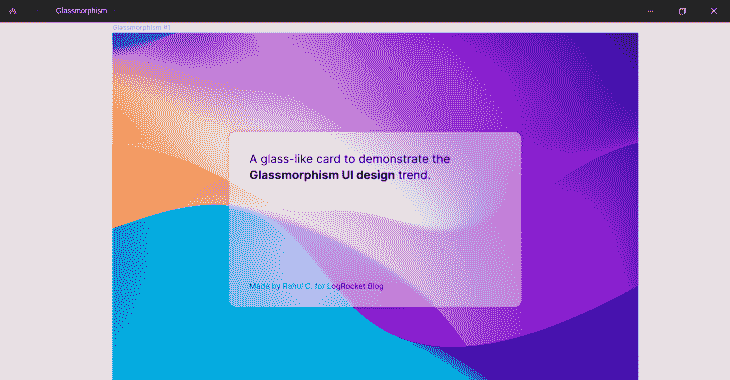 Glassmorphism
Glassmorphism #1
A glass-like card to demonstrate the
Glassmorphism UI design trend.
Made by Rahul C. for LogRocket Blog